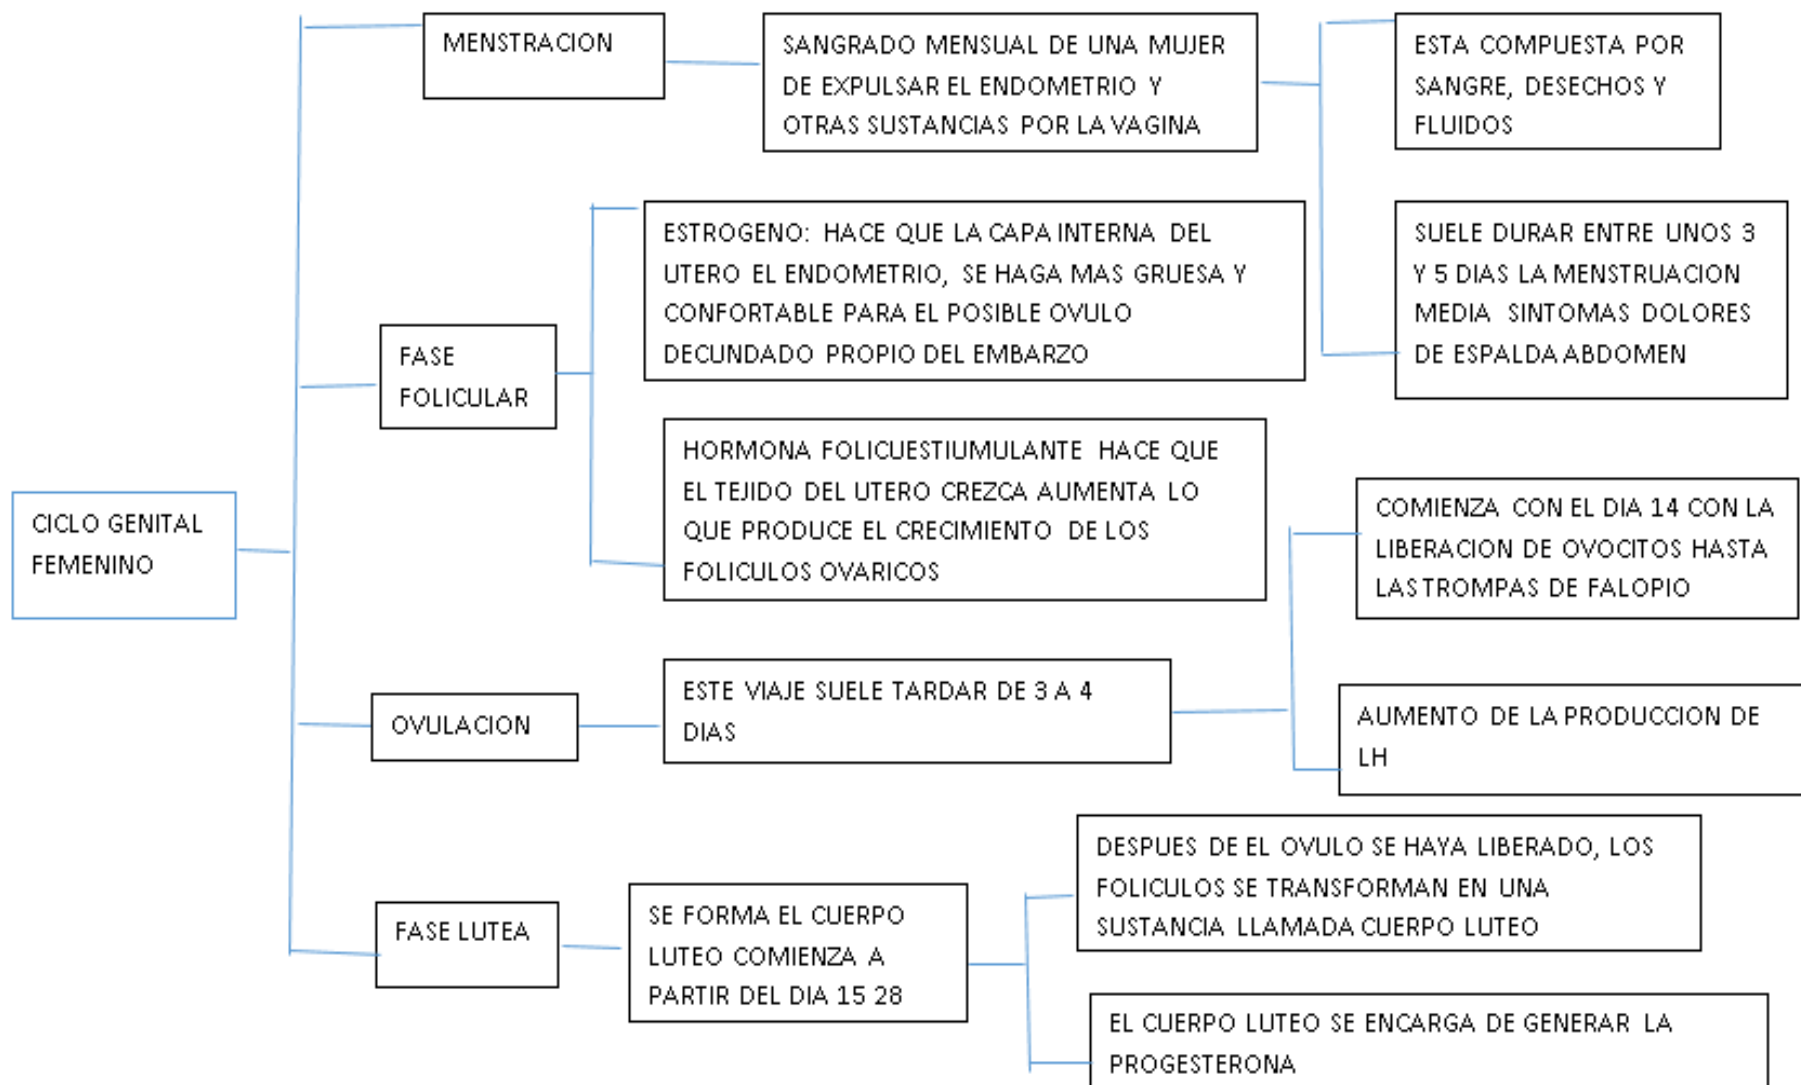 CICLO GENITAL
FEMENINO
MENSTRACION
SANGRADO MENSUAL DE UNA MUJER
DE EXPULSAR EL ENDOMETRIO Y
OTRAS SUSTANCIAS POR LA VAGINA
ESTA COMPUESTA POR
SANGRE, DESECHOS Y
FLUIDOS
SUELE DURAR ENTRE UNOS 3
Y 5 DIAS LA MENSTRUACION
MEDIA SINTOMAS DOLORES
DE ESPALDA ABDOMEN
FASE
FOLICULAR
ESTROGENO: HACE QUE LA CAPA INTERNA DEL
UTERO EL ENDOMETRIO, SE HAGA MAS GRUESA Y
CONFORTABLE PARA EL POSIBLE OVULO
DECUNDADO PROPIO DEL EMBARZO
HORMONA FOLICUESTIUMULANTE HACE QUE
EL TEJIDO DEL UTERO CREZCA AUMENTA LO
QUE PRODUCE EL CRECIMIENTO DE LOS
FOLICULOS OVARICOS
OVULACION
ESTE VIAJE SUELE TARDAR DE 3 A 4
DIAS
COMIENZA CON EL DIA 14 CON LA
LIBERACION DE OVOCITOS HASTA
LAS TROMPAS DE FALOPIO
AUMENTO DE LA PRODUCCION DE
LH
FASE LUTEA
SE FORMA EL CUERPO
LUTEO COMIENZA A
PARTIR DEL DIA 15 28
DESPUES DE EL OVULO SE HAYA LIBERADO, LOS
FOLICULOS SE TRANSFORMAN EN UNA
SUSTANCIA LLAMADA CUERPO LUTEO
EL CUERPO LUTEO SE ENCARGA DE GENERAR LA
PROGESTERONA